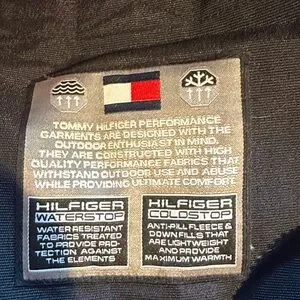 TOMMY HILFIGER PERFORMANCE
GARMENTS ARE DESIGNED WITH THE
OUTDOOR ENTHUSIAST IN MIND.
THEY ARE CONSTRUCTED WITH HIGH
QUALITY PERFORMANCE FABRICS THAT
WITHSTAND OUTDOOR USE AND ABUSE
WHILE PROVIDING ULTIMATE COMFORT.
HILFIGER
WATERSTOP
WATER RESISTANT
FABRICS TREATED
TO PROVIDE PRO-
TECTION AGAINST
THE ELEMENTS
HILFIGER
COLDSTOP
ANTI-PILL FLEECE &
DOWN FILLS THAT
ARE LIGHTWEIGHT
AND PROVIDE
MAXIMUM WARMTH